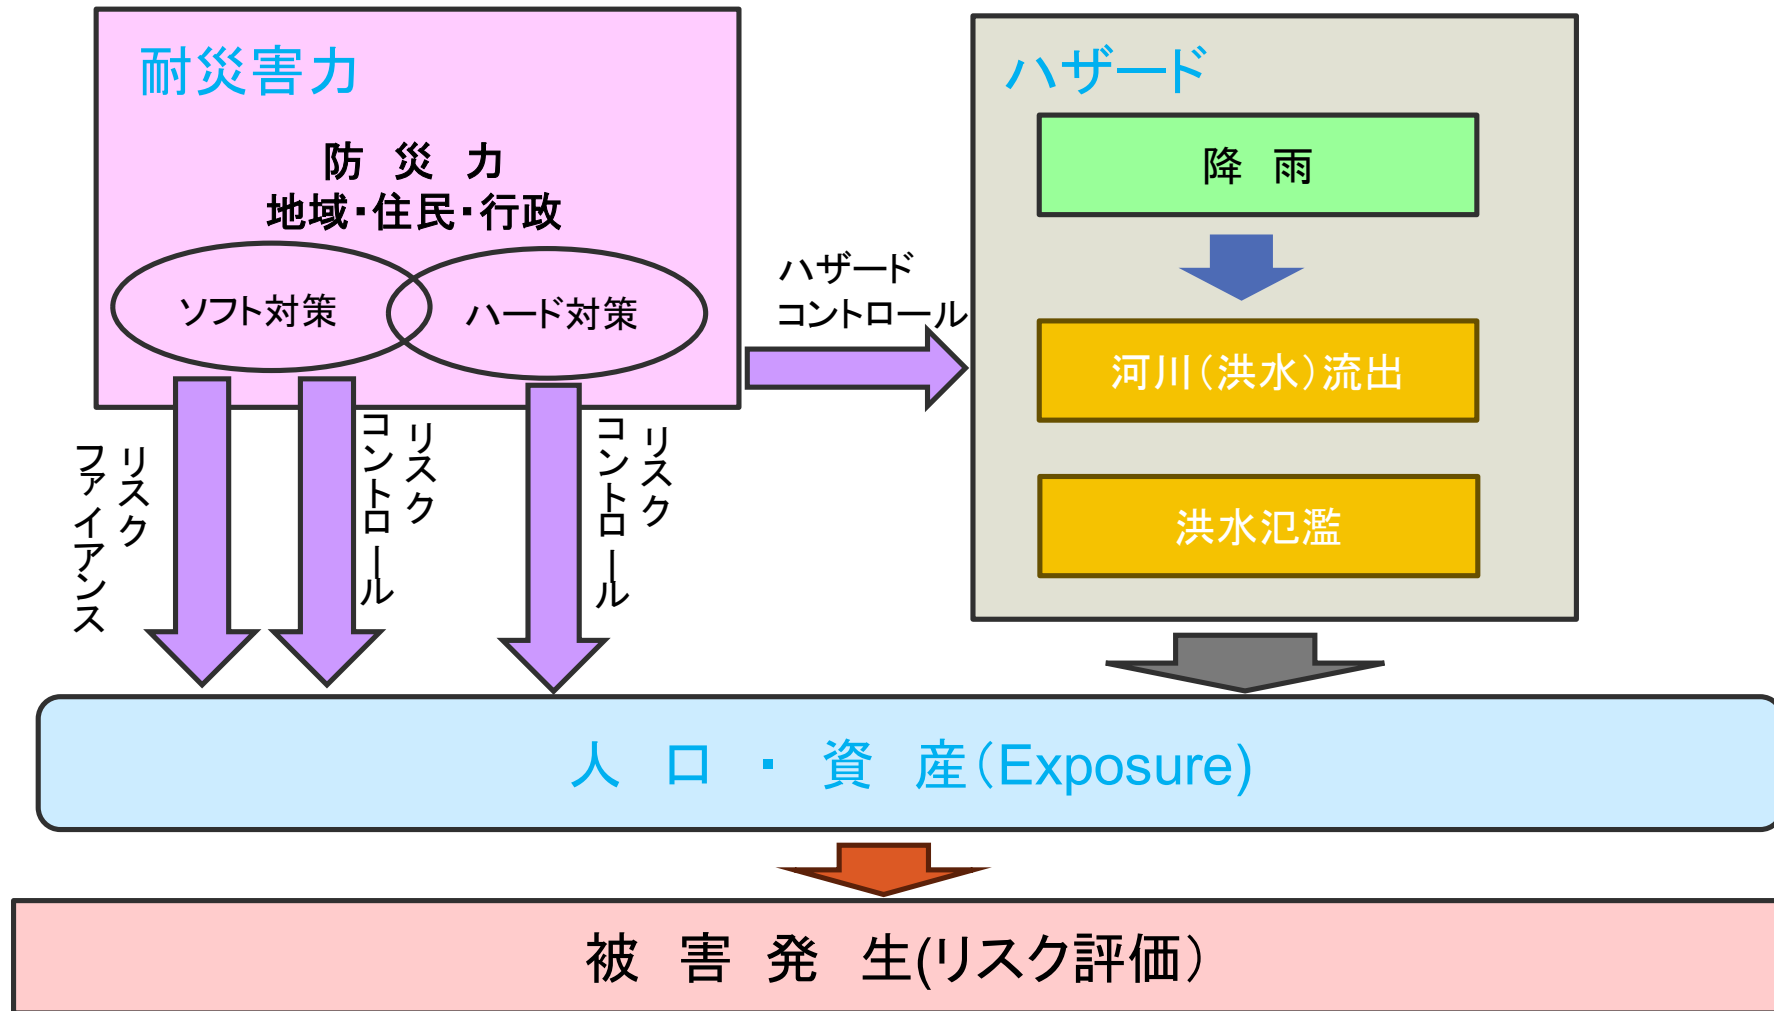 耐災害力
防　災　力
地域・住民・行政
ソフト対策
ハード対策
ハザード
コントロール
リスク
ファイアンス
リスク
コントロール
リスク
コントロール
ハザード
降　雨
河川（洪水）流出
洪水氾濫
人　口　・　資　産（Exposure)
被　害　発　生(リスク評価）